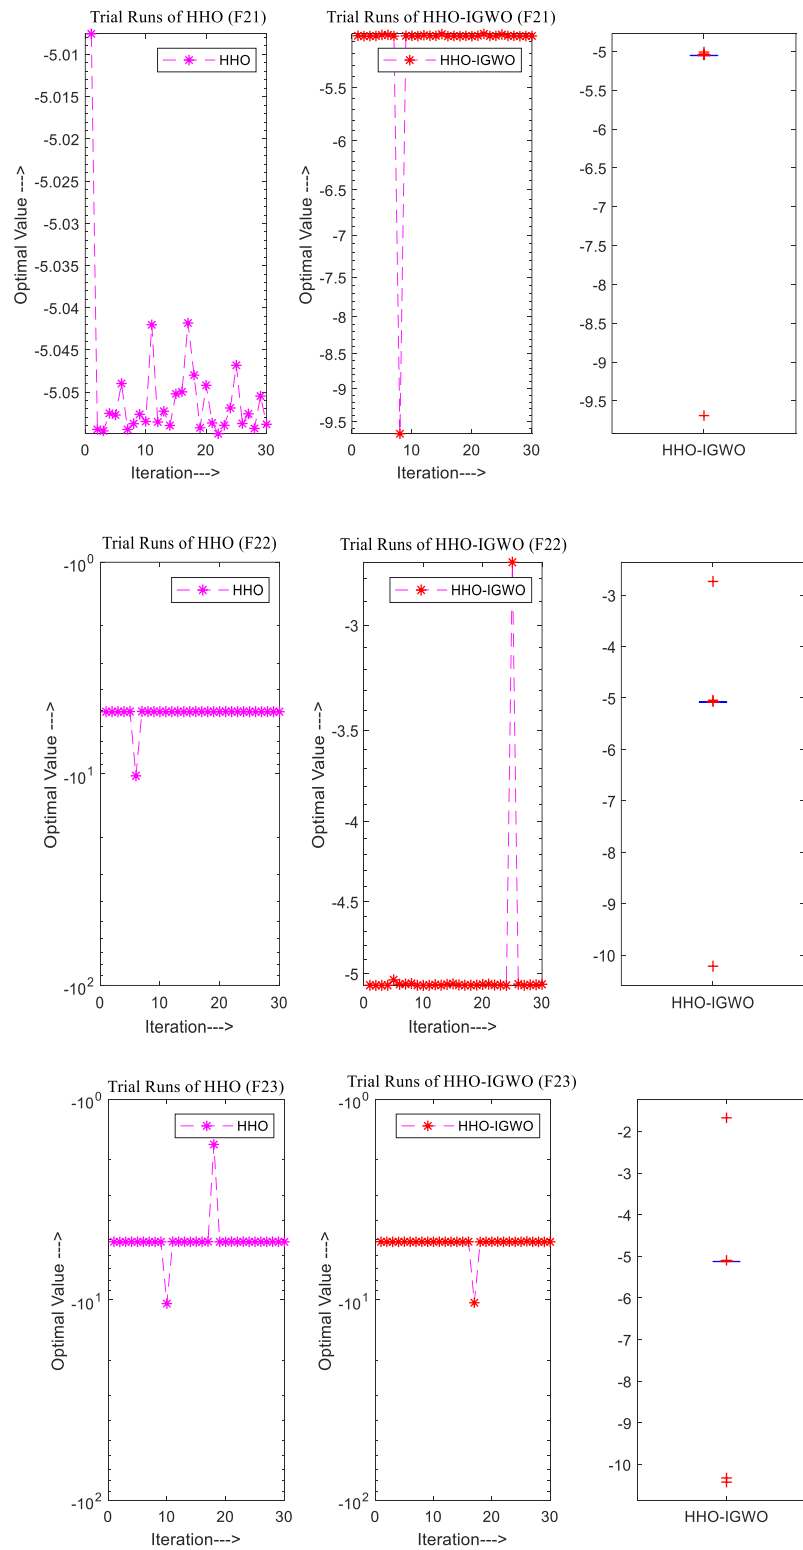 Trial Runs of HHO (F21)
-5.01
-5.015
-5.02
-5.025
-5.03
-5.035
-5.04
-5.045
-5.05
Optimal Value --->
HHO
0 10 20 30
Iteration--->
Trial Runs of HHO-IGWO (F21)
-5.5
-6
-6.5
-7
-7.5
-8
-8.5
-9
-9.5
Optimal Value --->
HHO-IGWO
0 10 20 30
Iteration--->
-5
-5.5
-6
-6.5
-7
-7.5
-8
-8.5
-9
-9.5
HHO-IGWO
Trial Runs of HHO (F22)
-10^0
-10^1
-10^2
Optimal Value --->
HHO
0 10 20 30
Iteration--->
Trial Runs of HHO-IGWO (F22)
-3
-3.5
-4
-4.5
-5
Optimal Value --->
HHO-IGWO
0 10 20 30
Iteration--->
-3
-4
-5
-6
-7
-8
-9
-10
HHO-IGWO
Trial Runs of HHO (F23)
-10^0
-10^1
-10^2
Optimal Value --->
HHO
0 10 20 30
Iteration--->
Trial Runs of HHO-IGWO (F23)
-10^0
-10^1
-10^2
Optimal Value --->
HHO-IGWO
0 10 20 30
Iteration--->
-2
-3
-4
-5
-6
-7
-8
-9
-10
HHO-IGWO